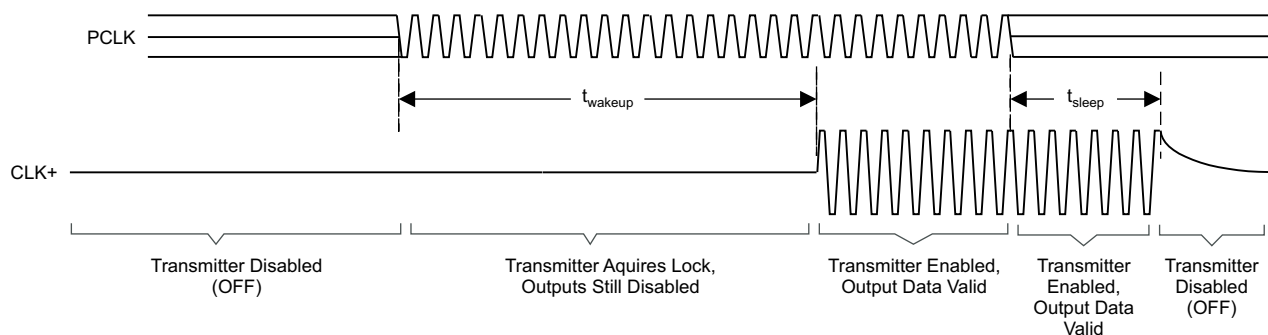 PCLK
t_wakeup
t_sleep
CLK+
Transmitter Disabled
(OFF)
Transmitter Aquires Lock,
Outputs Still Disabled
Transmitter Enabled,
Output Data Valid
Transmitter
Enabled,
Output Data
Valid
Transmitter
Disabled
(OFF)